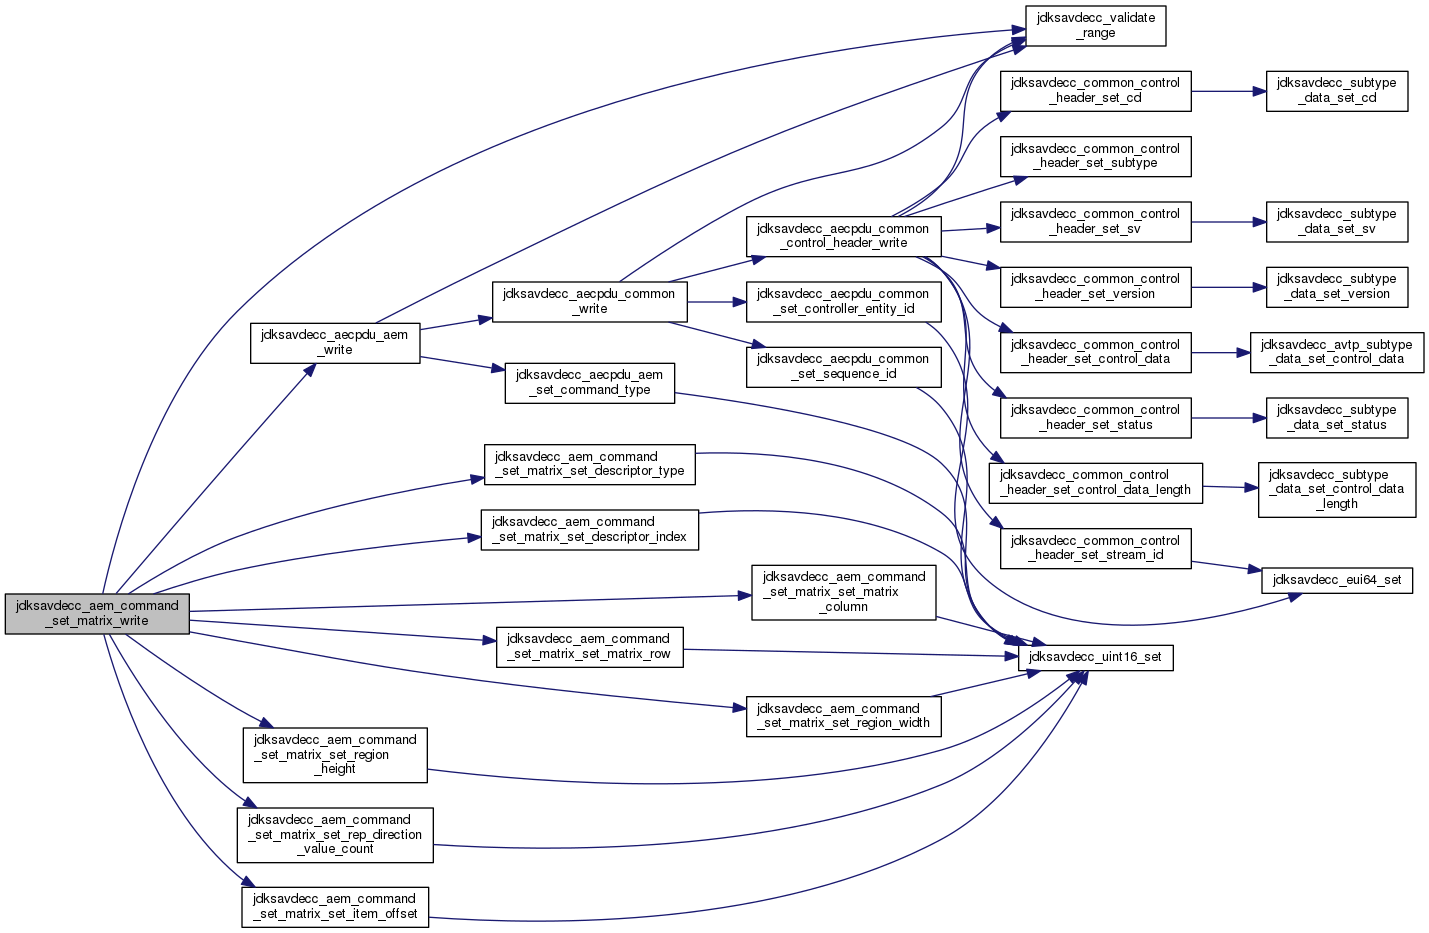 jdksavdecc_validate
_range
jdksavdecc_common_control
_header_set_cd
jdksavdecc_subtype
_data_set_cd
jdksavdecc_common_control
_header_set_subtype
jdksavdecc_aecpdu_common
_control_header_write
jdksavdecc_common_control
_header_set_sv
jdksavdecc_subtype
_data_set_sv
jdksavdecc_common_control
_header_set_version
jdksavdecc_subtype
_data_set_version
jdksavdecc_aecpdu_common
_write
jdksavdecc_aecpdu_common
_set_controller_entity_id
jdksavdecc_aecpdu_aem
_write
jdksavdecc_common_control
_header_set_control_data
jdksavdecc_avtp_subtype
_data_set_control_data
jdksavdecc_aecpdu_common
_set_sequence_id
jdksavdecc_aecpdu_aem
_set_command_type
jdksavdecc_common_control
_header_set_status
jdksavdecc_subtype
_data_set_status
jdksavdecc_aem_command
_set_matrix_set_descriptor_type
jdksavdecc_common_control
_header_set_control_data_length
jdksavdecc_subtype
_data_set_control_data
_length
jdksavdecc_aem_command
_set_matrix_set_descriptor_index
jdksavdecc_common_control
_header_set_stream_id
jdksavdecc_eui64_set
jdksavdecc_aem_command
_set_matrix_set_matrix
_column
jdksavdecc_aem_command
_set_matrix_write
jdksavdecc_aem_command
_set_matrix_set_matrix_row
jdksavdecc_uint16_set
jdksavdecc_aem_command
_set_matrix_set_region_width
jdksavdecc_aem_command
_set_matrix_set_region
_height
jdksavdecc_aem_command
_set_matrix_set_rep_direction
_value_count
jdksavdecc_aem_command
_set_matrix_set_item_offset